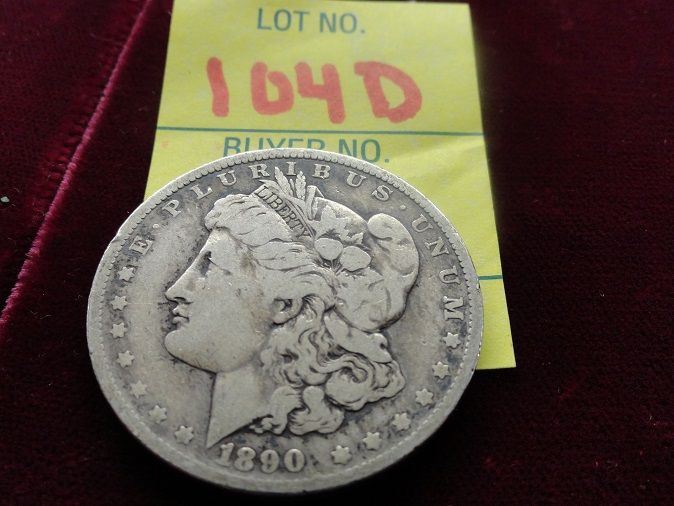 LOT NO.
104D
BUYER NO.
E · PLURIBUS · UNUM
LIBERTY
1890